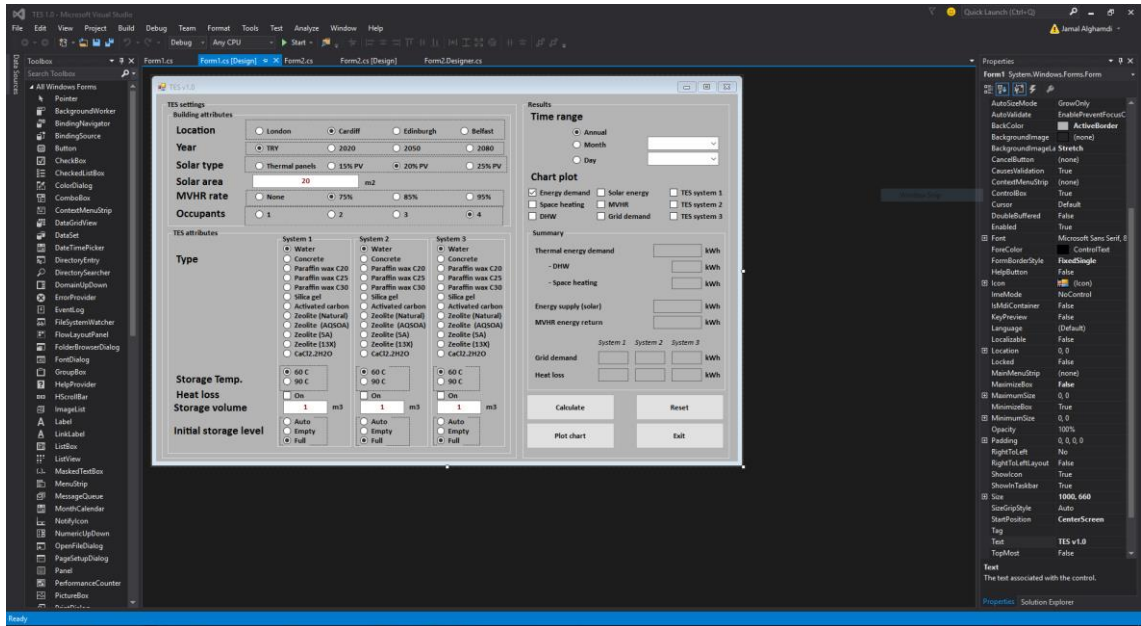 TES 1.0 - Microsoft Visual Studio
Quick Launch (Ctrl+Q)
File Edit View Project Build Debug Team Format Tools Test Analyze Window Help
Jamal Alghamdi
Debug Any CPU Start
Data Sources
Toolbox
Search Toolbox
All Windows Forms
Pointer
BackgroundWorker
BindingNavigator
BindingSource
Button
CheckBox
CheckedListBox
ColorDialog
ComboBox
ContextMenuStrip
DataGridView
DataSet
DateTimePicker
DirectoryEntry
DirectorySearcher
DomainUpDown
ErrorProvider
EventLog
FileSystemWatcher
FlowLayoutPanel
FolderBrowserDialog
FontDialog
GroupBox
HelpProvider
HScrollBar
ImageList
Label
LinkLabel
ListBox
ListView
MaskedTextBox
MenuStrip
MessageQueue
MonthCalendar
NotifyIcon
NumericUpDown
OpenFileDialog
PageSetupDialog
Panel
PerformanceCounter
PictureBox
PrintDialog
Form1.cs Form1.cs [Design] Form2.cs Form2.cs [Design] Form2.Designer.cs
TES v1.0
TES settings
Building attributes
Location London Cardiff Edinburgh Belfast
Year TRY 2020 2050 2080
Solar type Thermal panels 15% PV 20% PV 25% PV
Solar area 20 m2
MVHR rate None 75% 85% 95%
Occupants 1 2 3 4
TES attributes
System 1 System 2 System 3
Type
Water Water Water
Concrete Concrete Concrete
Paraffin wax C20 Paraffin wax C20 Paraffin wax C20
Paraffin wax C25 Paraffin wax C25 Paraffin wax C25
Paraffin wax C30 Paraffin wax C30 Paraffin wax C30
Silica gel Silica gel Silica gel
Activated carbon Activated carbon Activated carbon
Zeolite (Natural) Zeolite (Natural) Zeolite (Natural)
Zeolite (AQSOA) Zeolite (AQSOA) Zeolite (AQSOA)
Zeolite (5A) Zeolite (5A) Zeolite (5A)
Zeolite (13X) Zeolite (13X) Zeolite (13X)
CaCl2.2H2O CaCl2.2H2O CaCl2.2H2O
Storage Temp.
60 C 60 C 60 C
90 C 90 C 90 C
Heat loss On On On
Storage volume 1 m3 1 m3 1 m3
Initial storage level
Auto Auto Auto
Empty Empty Empty
Full Full Full
Results
Time range
Annual
Month
Day
Chart plot
Energy demand Solar energy TES system 1
Space heating MVHR TES system 2
DHW Grid demand TES system 3
Summary
Thermal energy demand kWh
- DHW kWh
- Space heating kWh
Energy supply (solar) kWh
MVHR energy return kWh
System 1 System 2 System 3
Grid demand kWh
Heat loss kWh
Calculate Reset
Plot chart Exit
Properties
Form1 System.Windows.Forms.Form
AutoSizeMode GrowOnly
AutoValidate EnablePreventFocusC
BackColor ActiveBorder
BackgroundImage (none)
BackgroundImageLa Stretch
CancelButton (none)
CausesValidation True
ContextMenuStrip (none)
ControlBox True
Cursor Default
DoubleBuffered False
Enabled True
Font Microsoft Sans Serif, 8
ForeColor ControlText
FormBorderStyle FixedSingle
HelpButton False
Icon (Icon)
ImeMode NoControl
IsMdiContainer False
KeyPreview False
Language (Default)
Localizable False
Location 0, 0
Locked False
MainMenuStrip (none)
MaximizeBox False
MaximumSize 0, 0
MinimizeBox True
MinimumSize 0, 0
Opacity 100%
Padding 0, 0, 0, 0
RightToLeft No
RightToLeftLayout False
ShowIcon True
ShowInTaskbar True
Size 1000, 660
SizeGripStyle Auto
StartPosition CenterScreen
Tag
Text TES v1.0
TopMost False
Text
The text associated with the control.
Properties Solution Explorer
Ready